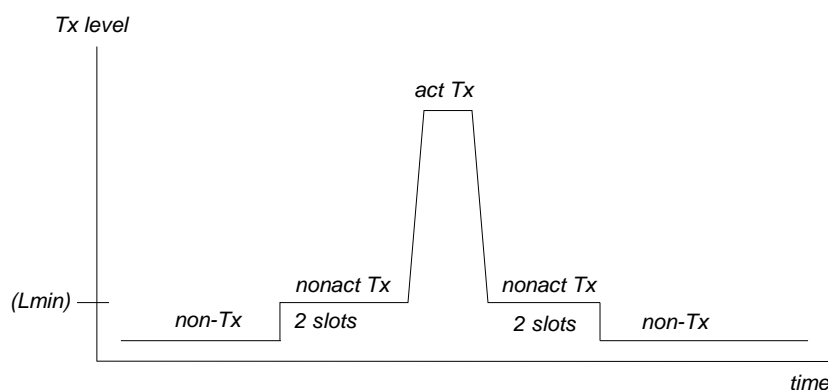 Tx level
act Tx
nonact Tx
nonact Tx
(Lmin)
non-Tx
2 slots
2 slots
non-Tx
time